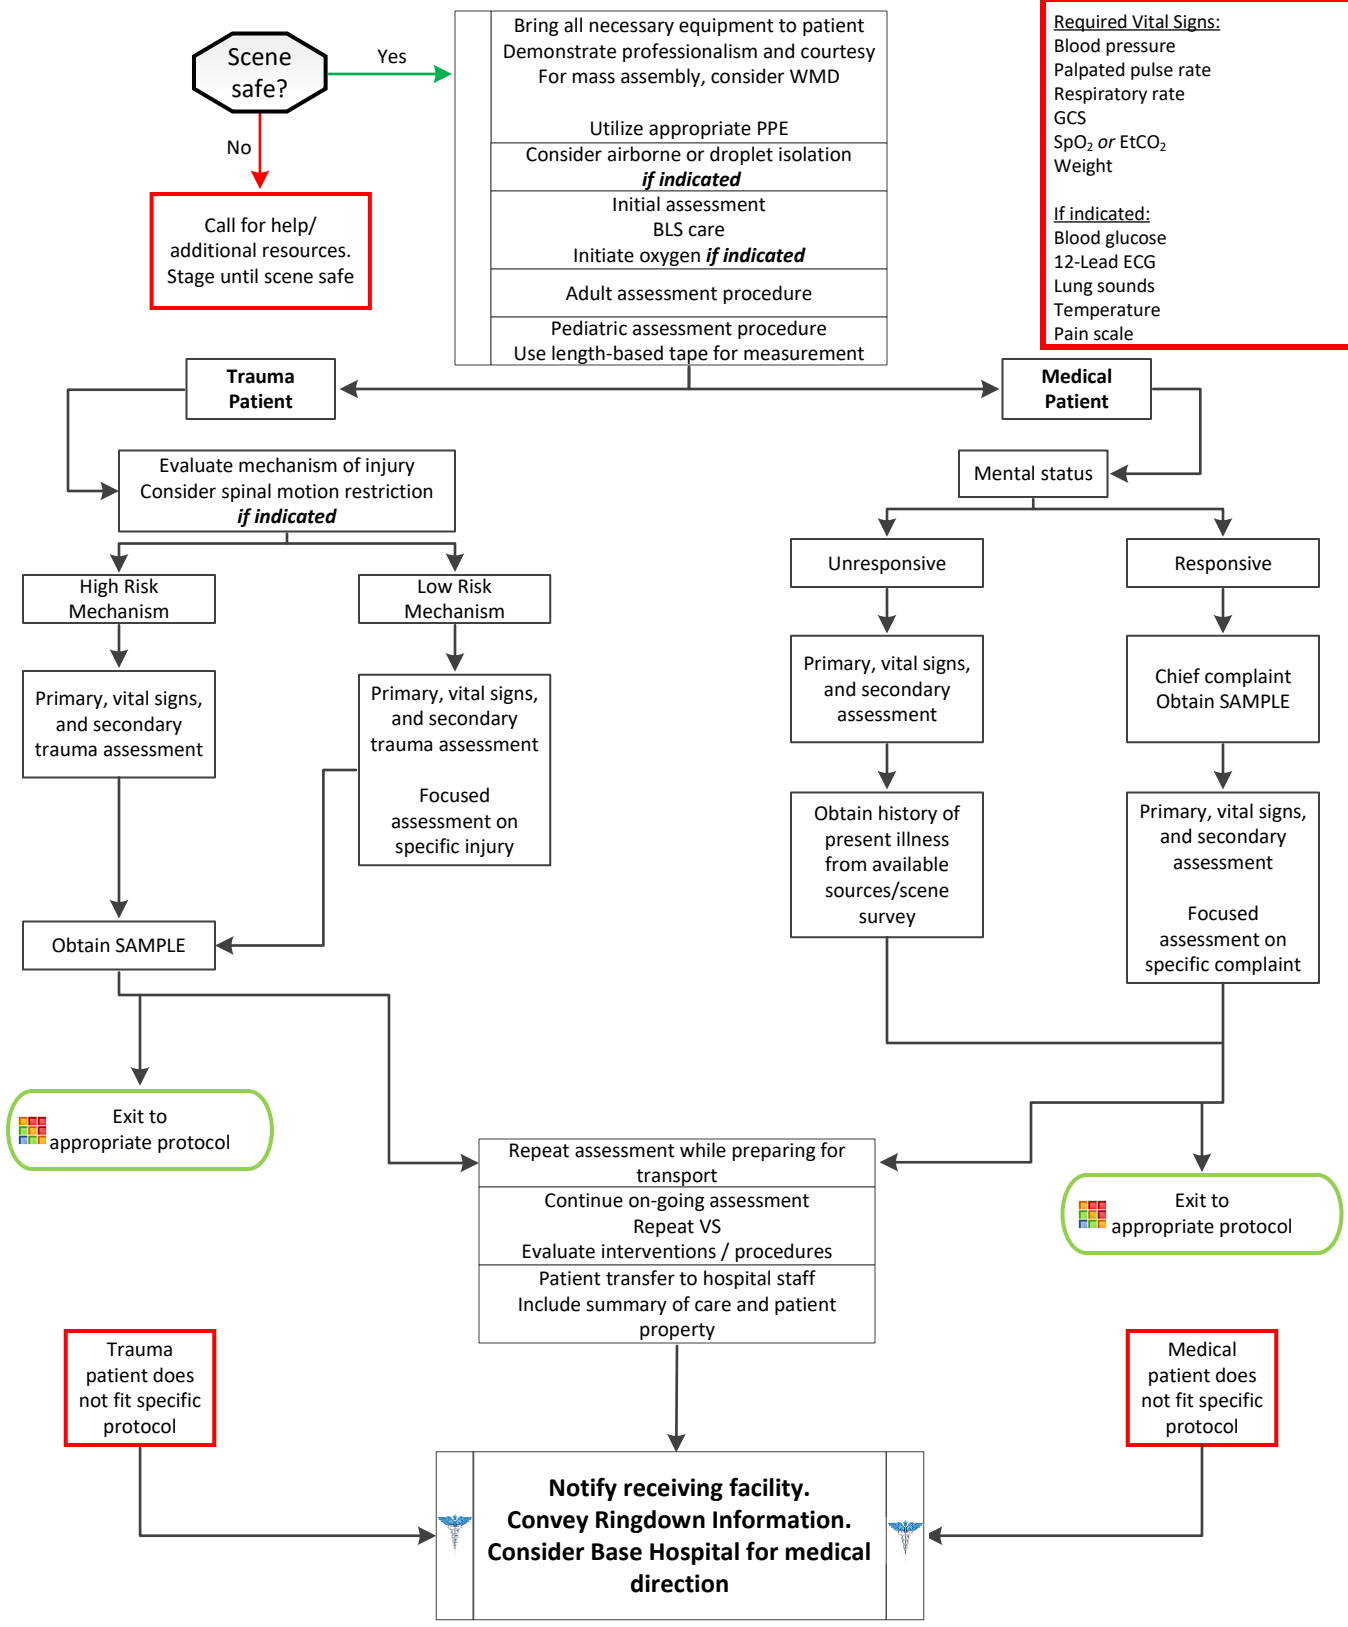 Scene
safe?
Yes
No
Call for help/
additional resources.
Stage until scene safe
Bring all necessary equipment to patient
Demonstrate professionalism and courtesy
For mass assembly, consider WMD
Utilize appropriate PPE
Consider airborne or droplet isolation
if indicated
Initial assessment
BLS care
Initiate oxygen if indicated
Adult assessment procedure
Pediatric assessment procedure
Use length-based tape for measurement
Required Vital Signs:
Blood pressure
Palpated pulse rate
Respiratory rate
GCS
SpO₂ or EtCO₂
Weight
If indicated:
Blood glucose
12-Lead ECG
Lung sounds
Temperature
Pain scale
Trauma
Patient
Medical
Patient
Evaluate mechanism of injury
Consider spinal motion restriction
if indicated
Mental status
High Risk
Mechanism
Low Risk
Mechanism
Unresponsive
Responsive
Primary, vital signs,
and secondary
trauma assessment
Primary, vital signs,
and secondary
trauma assessment
Focused
assessment on
specific injury
Primary, vital signs,
and secondary
assessment
Chief complaint
Obtain SAMPLE
Obtain history of
present illness
from available
sources/scene
survey
Primary, vital signs,
and secondary
assessment
Focused
assessment on
specific complaint
Obtain SAMPLE
Exit to
appropriate protocol
Repeat assessment while preparing for
transport
Continue on-going assessment
Repeat VS
Evaluate interventions / procedures
Patient transfer to hospital staff
Include summary of care and patient
property
Exit to
appropriate protocol
Trauma
patient does
not fit specific
protocol
Medical
patient does
not fit specific
protocol
Notify receiving facility.
Convey Ringdown Information.
Consider Base Hospital for medical
direction